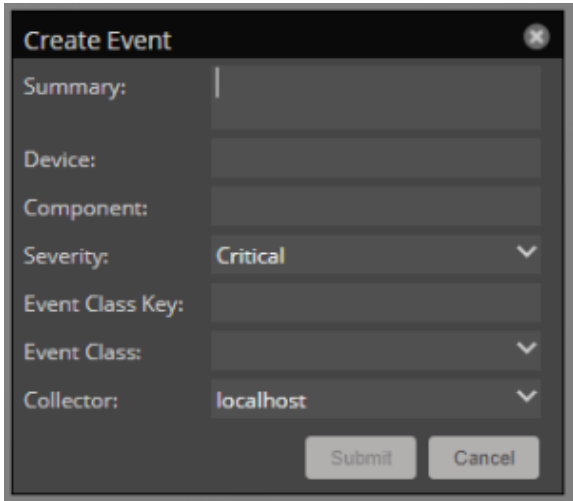 Create Event
Summary:
Device:
Component:
Severity: Critical
Event Class Key:
Event Class:
Collector: localhost
Submit Cancel